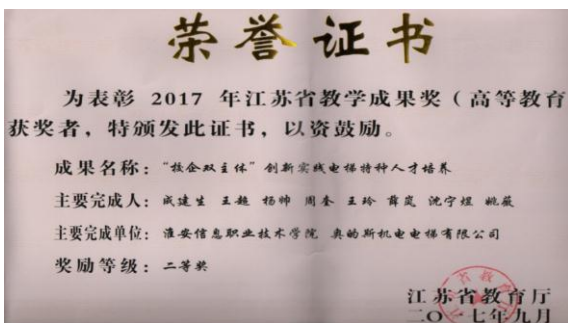 荣誉证书
为表彰 2017 年江苏省教学成果奖（高等教育
获奖者，特颁发此证书，以资鼓励。
成果名称：“校企双主体”创新实践电梯特种人才培养
主要完成人：成建生 王超 杨帅 周奎 王玲 薛岚 沈宁煜 姚薇
主要完成单位：淮安信息职业技术学院 奥的斯机电电梯有限公司
奖励等级：二等奖
江苏省教育厅
二〇一七年九月